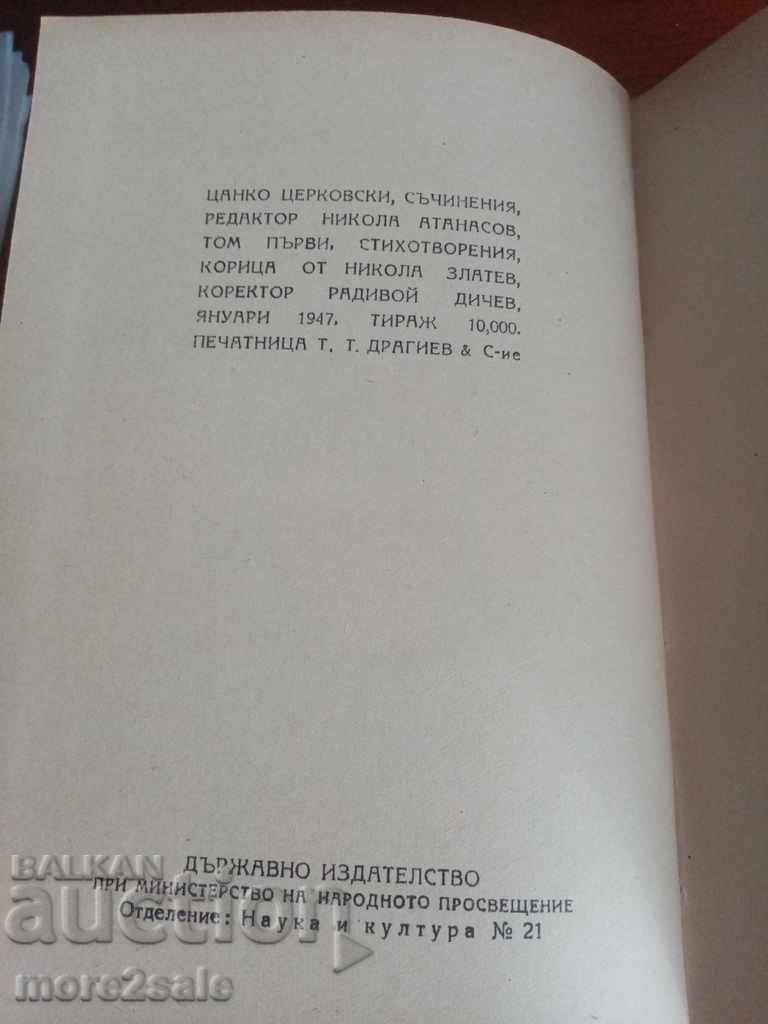 ЦАНКО ЦЕРКОВСКИ, СЪЧИНЕНИЯ,
РЕДАКТОР НИКОЛА АТАНАСОВ,
ТОМ ПЪРВИ, СТИХОТВОРЕНИЯ,
КОРИЦА ОТ НИКОЛА ЗЛАТЕВ,
КОРЕКТОР РАДИВОЙ ДИЧЕВ,
ЯНУАРИ 1947. ТИРАЖ 10,000.
ПЕЧАТНИЦА Т. Т. ДРАГИЕВ & С-ие
ДЪРЖАВНО ИЗДАТЕЛСТВО
ПРИ МИНИСТЕРСТВО НА НАРОДНОТО ПРОСВЕЩЕНИЕ
Отделение: Наука и култура № 21
BALKAN
auction
more2sale